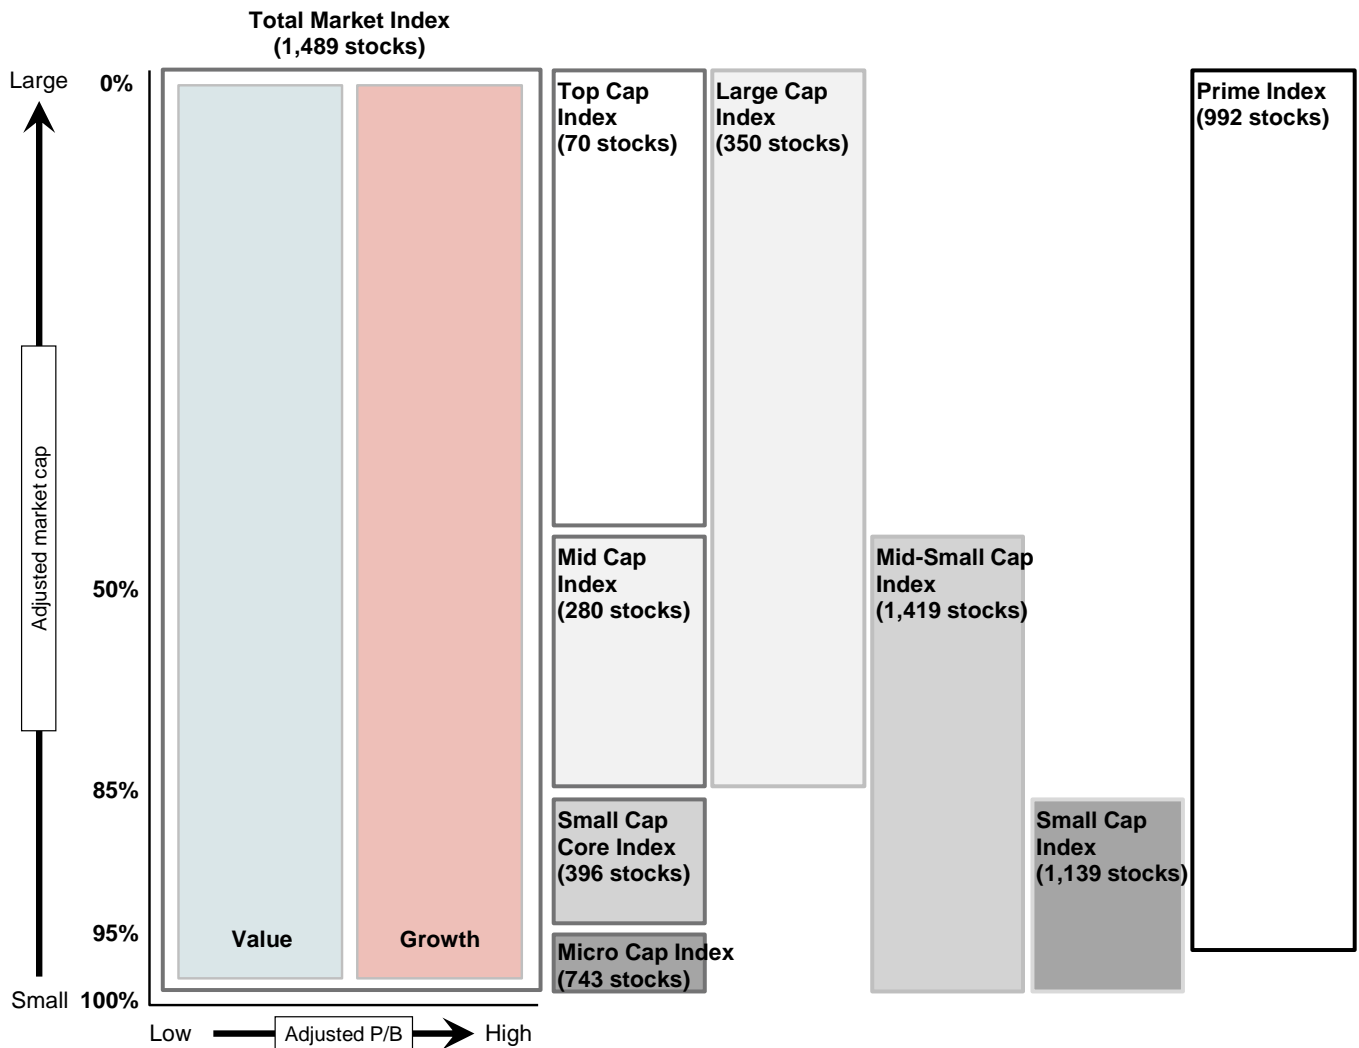 Total Market Index
(1,489 stocks)
Large
0%
Top Cap
Index
(70 stocks)
Large Cap
Index
(350 stocks)
Prime Index
(992 stocks)
Adjusted market cap
50%
Mid Cap
Index
(280 stocks)
Mid-Small Cap
Index
(1,419 stocks)
85%
Small Cap
Core Index
(396 stocks)
Small Cap
Index
(1,139 stocks)
95%
Value
Growth
Micro Cap Index
(743 stocks)
Small
100%
Low
Adjusted P/B
High